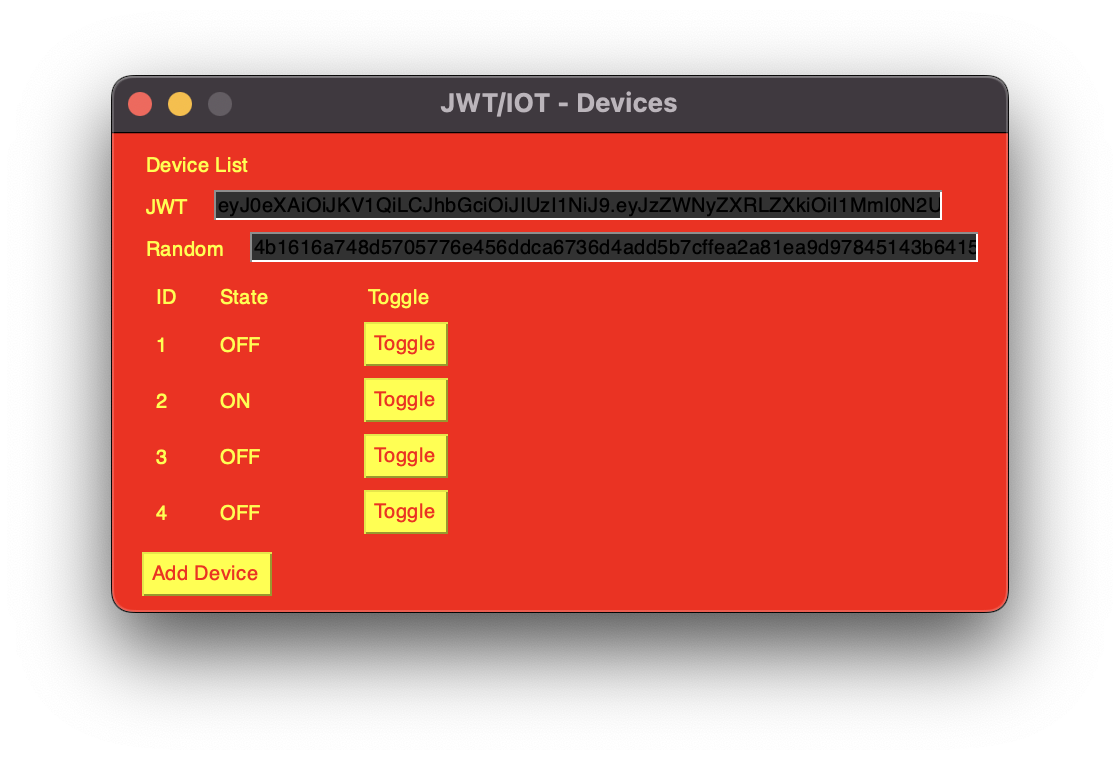 JWT/IOT - Devices
Device List
JWT eyJ0eXAiOiJKV1QiLCJhbGciOiJIUzI1NiJ9.eyJzZWNyZXRLZXkiOiI1MmI0N2U
Random 4b1616a748d5705776e456ddca6736d4add5b7cffea2a81ea9d97845143b6415
ID State Toggle
1 OFF Toggle
2 ON Toggle
3 OFF Toggle
4 OFF Toggle
Add Device